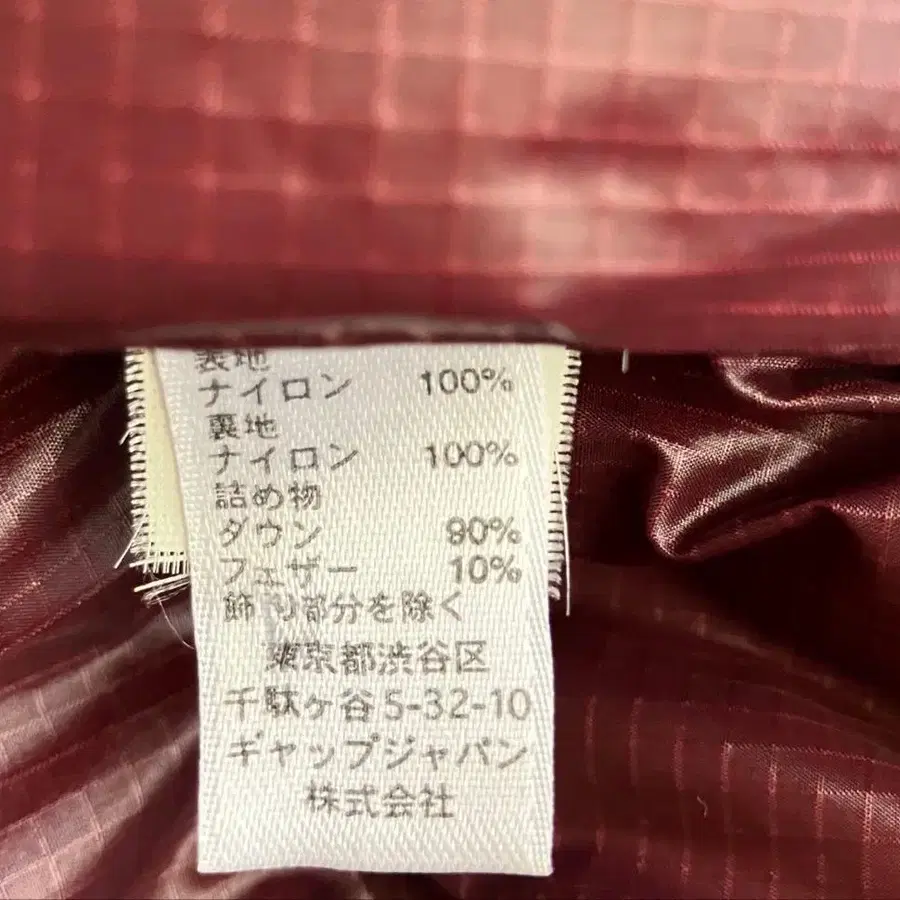 表地
ナイロン 100%
裏地
ナイロン 100%
詰め物
ダウン 90%
フェザー 10%
飾り部分を除く
東京都渋谷区
千駄ヶ谷5-32-10
ギャップジャパン
株式会社